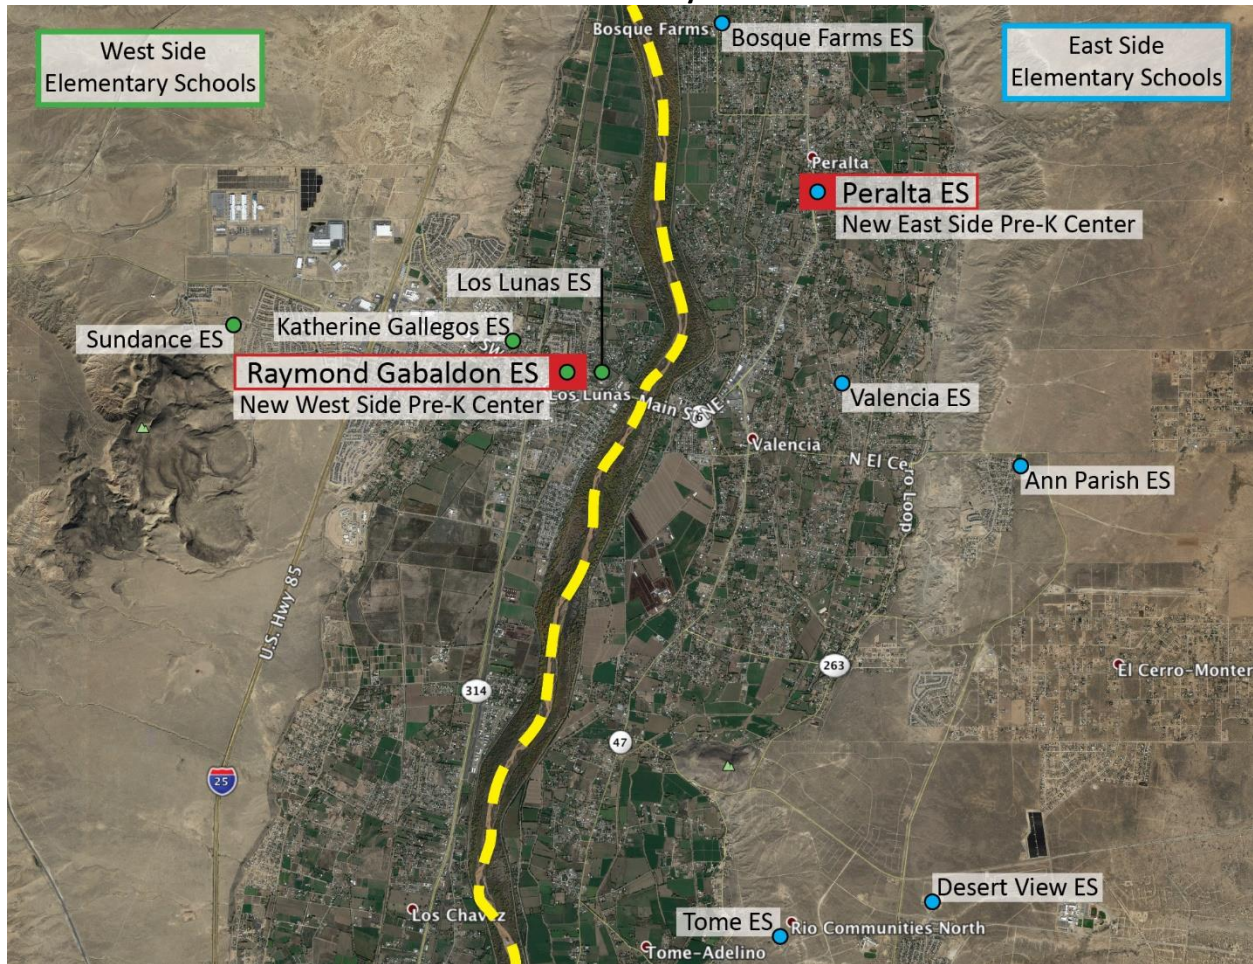 Bosque Farms
Bosque Farms ES
West Side
Elementary Schools
East Side
Elementary Schools
Peralta
Peralta ES
New East Side Pre-K Center
Los Lunas ES
Katherine Gallegos ES
Sundance ES
SW
Raymond Gabaldon ES
New West Side Pre-K Center
Los Lunas
Main St NE
Valencia ES
Valencia
N El Cerro Loop
Ann Parish ES
U.S. Hwy 85
263
El Cerro-Monter
314
47
25
Desert View ES
Los Chavez
Tome ES
Rio Communities North
Tome-Adelino